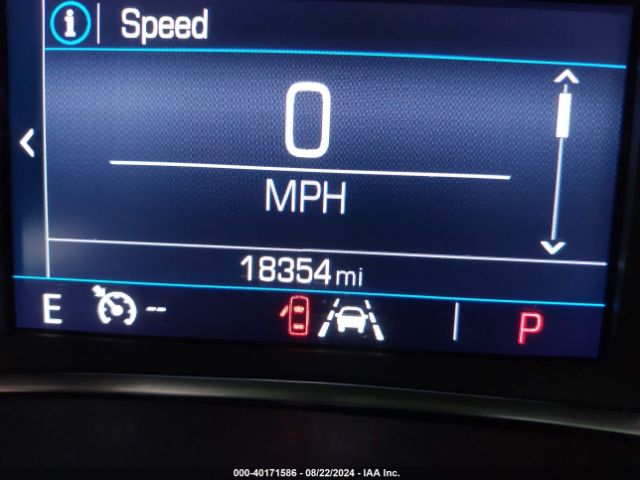 i Speed
0
MPH
18354 mi
E -- P
000-40171586 - 08/22/2024 - IAA Inc.